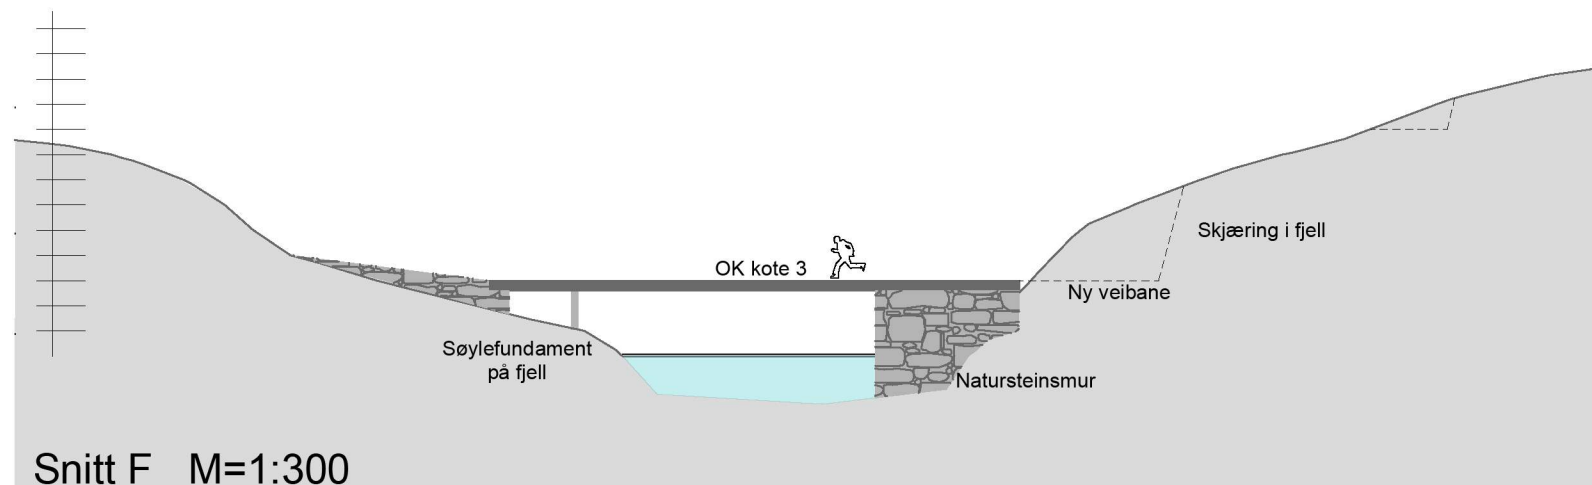 OK kote 3
Skjæring i fjell
Ny veibane
Søylefundament
på fjell
Natursteinsmur
Snitt F M=1:300